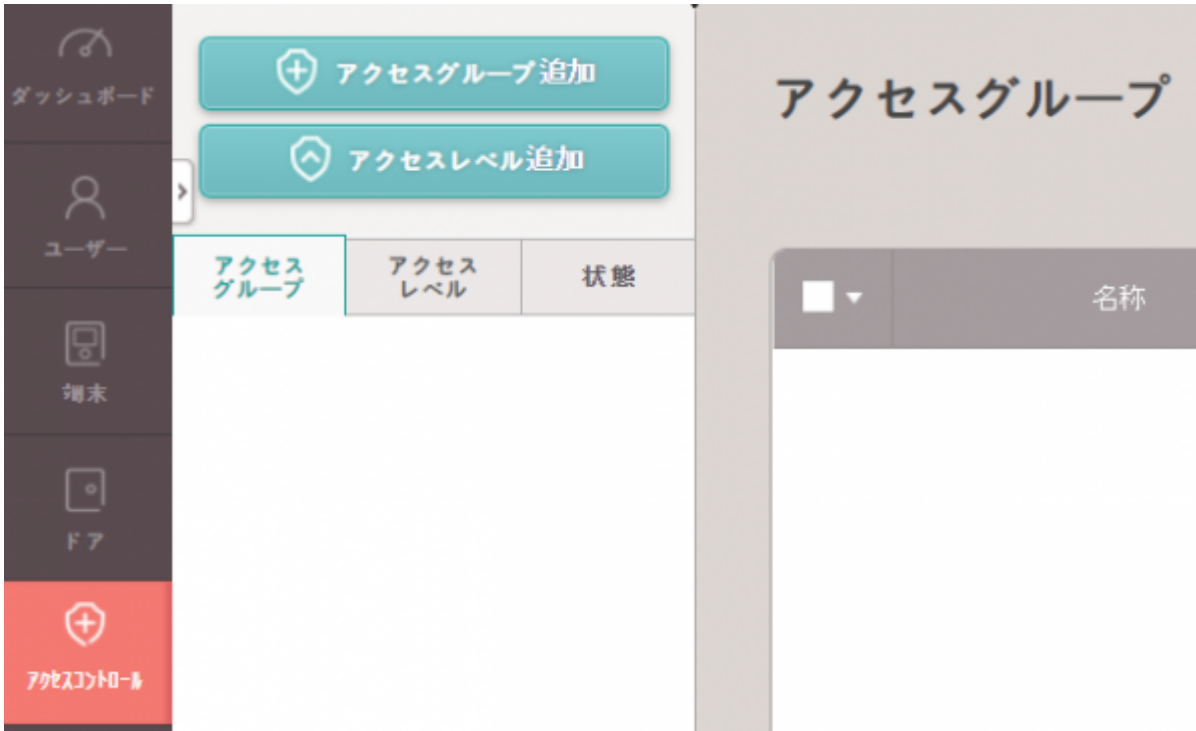 ダッシュボード
ユーザー
端末
ドア
アクセスコントロール
アクセスグループ追加
アクセスレベル追加
アクセス
グループ
アクセス
レベル
状態
アクセスグループ
名称